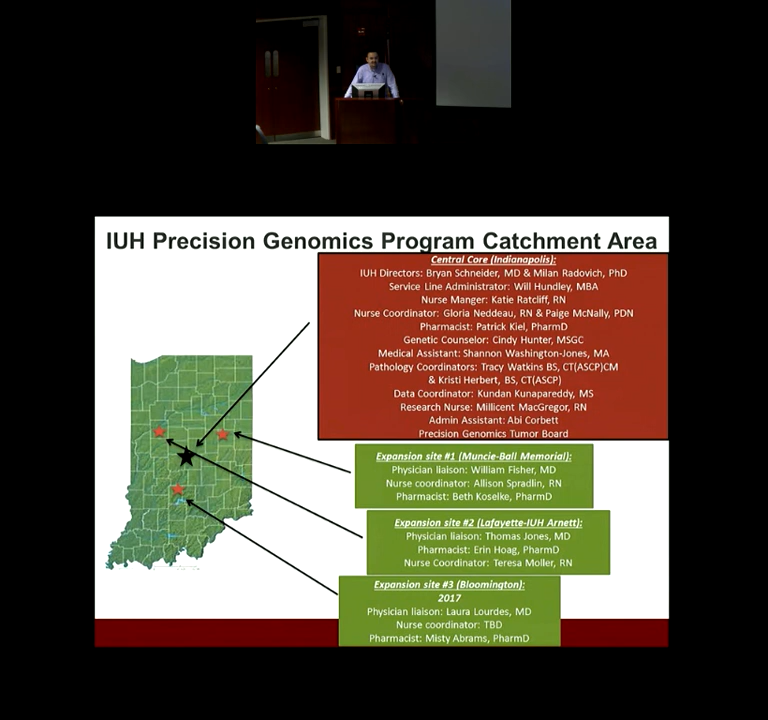 IUH Precision Genomics Program Catchment Area
Central Core (Indianapolis):
IUH Directors: Bryan Schneider, MD & Milan Radovich, PhD
Service Line Administrator: Will Hundley, MBA
Nurse Manger: Katie Ratcliff, RN
Nurse Coordinator: Gloria Neddeau, RN & Paige McNally, PDN
Pharmacist: Patrick Kiel, PharmD
Genetic Counselor: Cindy Hunter, MSGC
Medical Assistant: Shannon Washington-Jones, MA
Pathology Coordinators: Tracy Watkins BS, CT(ASCP)CM
& Kristi Herbert, BS, CT(ASCP)
Data Coordinator: Kundan Kunapareddy, MS
Research Nurse: Millicent MacGregor, RN
Admin Assistant: Abi Corbett
Precision Genomics Tumor Board
Expansion site #1 (Muncie-Ball Memorial):
Physician liaison: William Fisher, MD
Nurse coordinator: Allison Spradlin, RN
Pharmacist: Beth Koselke, PharmD
Expansion site #2 (Lafayette-IUH Arnett):
Physician liaison: Thomas Jones, MD
Pharmacist: Erin Hoag, PharmD
Nurse Coordinator: Teresa Moller, RN
Expansion site #3 (Bloomington):
2017
Physician liaison: Laura Lourdes, MD
Nurse coordinator: TBD
Pharmacist: Misty Abrams, PharmD